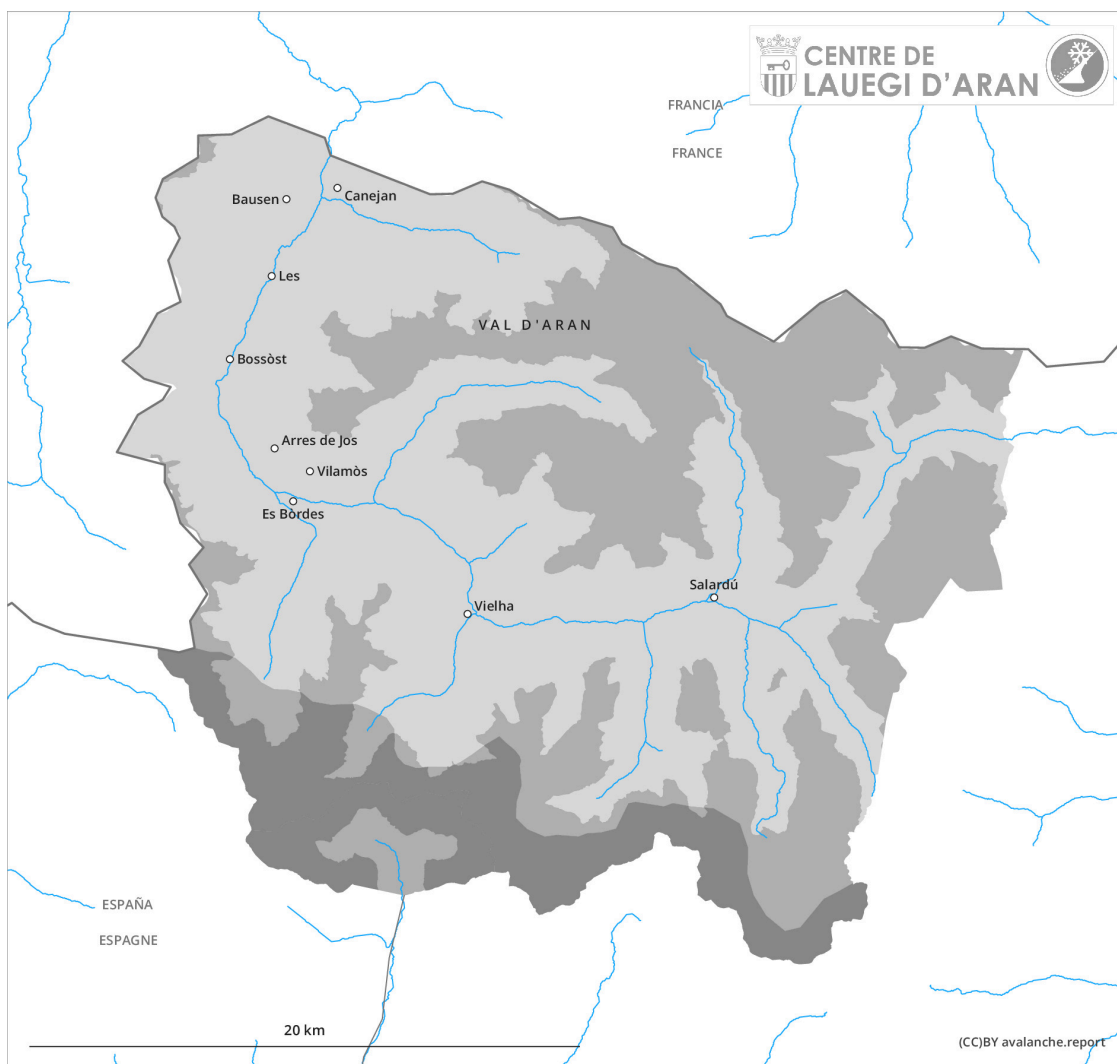 CENTRE DE
LAUEGI D'ARAN
FRANCIA
FRANCE
Canejan
Bausen
Les
VAL D'ARAN
Bossòst
Arres de Jos
Vilamòs
Es Bòrdes
Salardú
Vielha
ESPAÑA
ESPAGNE
20 km
(CC)BY avalanche.report